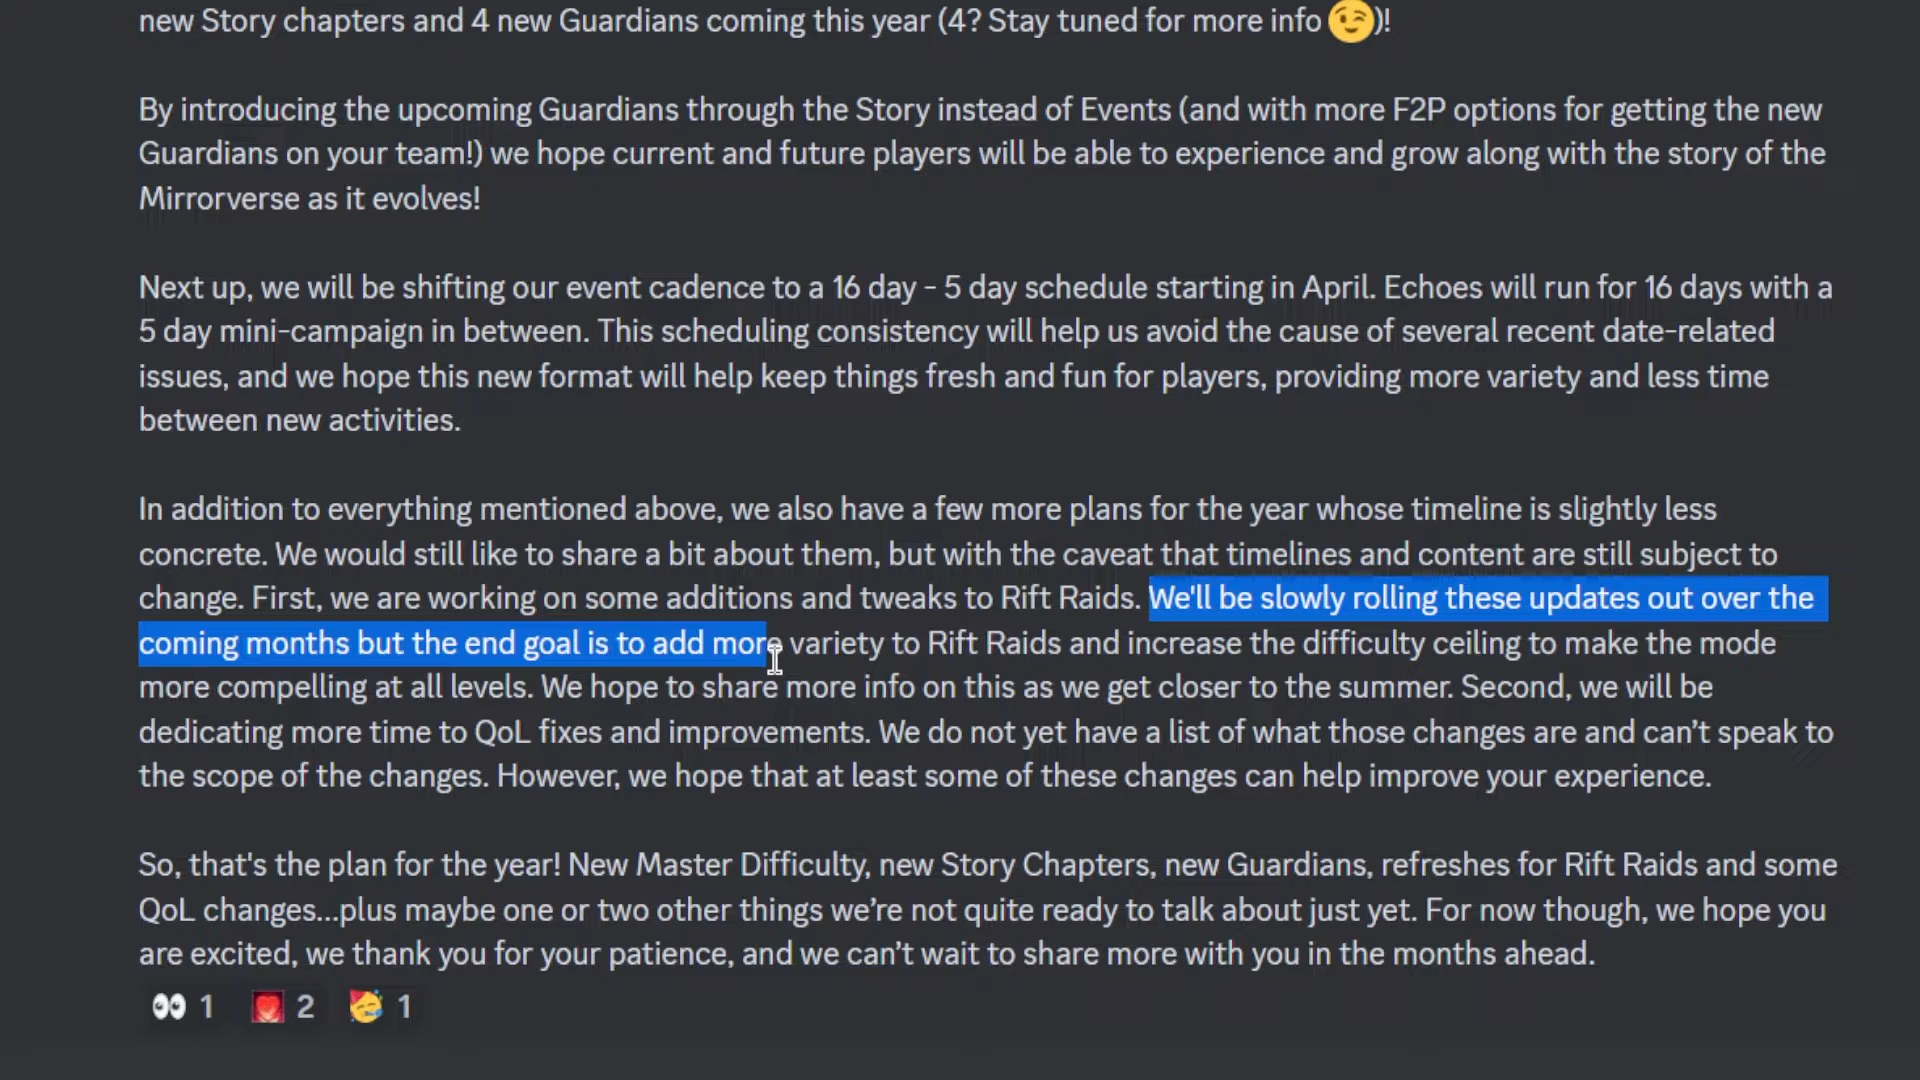 new Story chapters and 4 new Guardians coming this year (4? Stay tuned for more info 😉)!
By introducing the upcoming Guardians through the Story instead of Events (and with more F2P options for getting the new
Guardians on your team!) we hope current and future players will be able to experience and grow along with the story of the
Mirrorverse as it evolves!
Next up, we will be shifting our event cadence to a 16 day - 5 day schedule starting in April. Echoes will run for 16 days with a
5 day mini-campaign in between. This scheduling consistency will help us avoid the cause of several recent date-related
issues, and we hope this new format will help keep things fresh and fun for players, providing more variety and less time
between new activities.
In addition to everything mentioned above, we also have a few more plans for the year whose timeline is slightly less
concrete. We would still like to share a bit about them, but with the caveat that timelines and content are still subject to
change. First, we are working on some additions and tweaks to Rift Raids. We'll be slowly rolling these updates out over the
coming months but the end goal is to add more variety to Rift Raids and increase the difficulty ceiling to make the mode
more compelling at all levels. We hope to share more info on this as we get closer to the summer. Second, we will be
dedicating more time to QoL fixes and improvements. We do not yet have a list of what those changes are and can’t speak to
the scope of the changes. However, we hope that at least some of these changes can help improve your experience.
So, that's the plan for the year! New Master Difficulty, new Story Chapters, new Guardians, refreshes for Rift Raids and some
QoL changes...plus maybe one or two other things we’re not quite ready to talk about just yet. For now though, we hope you
are excited, we thank you for your patience, and we can’t wait to share more with you in the months ahead.
👀 1 2 🥳 1